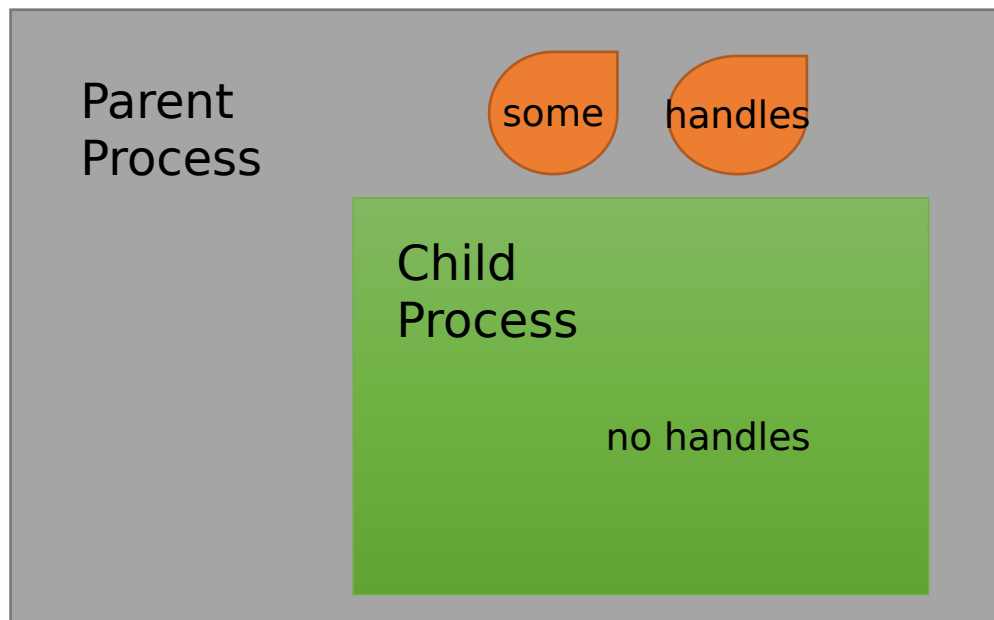 Parent
Process
some
handles
Child
Process
no handles